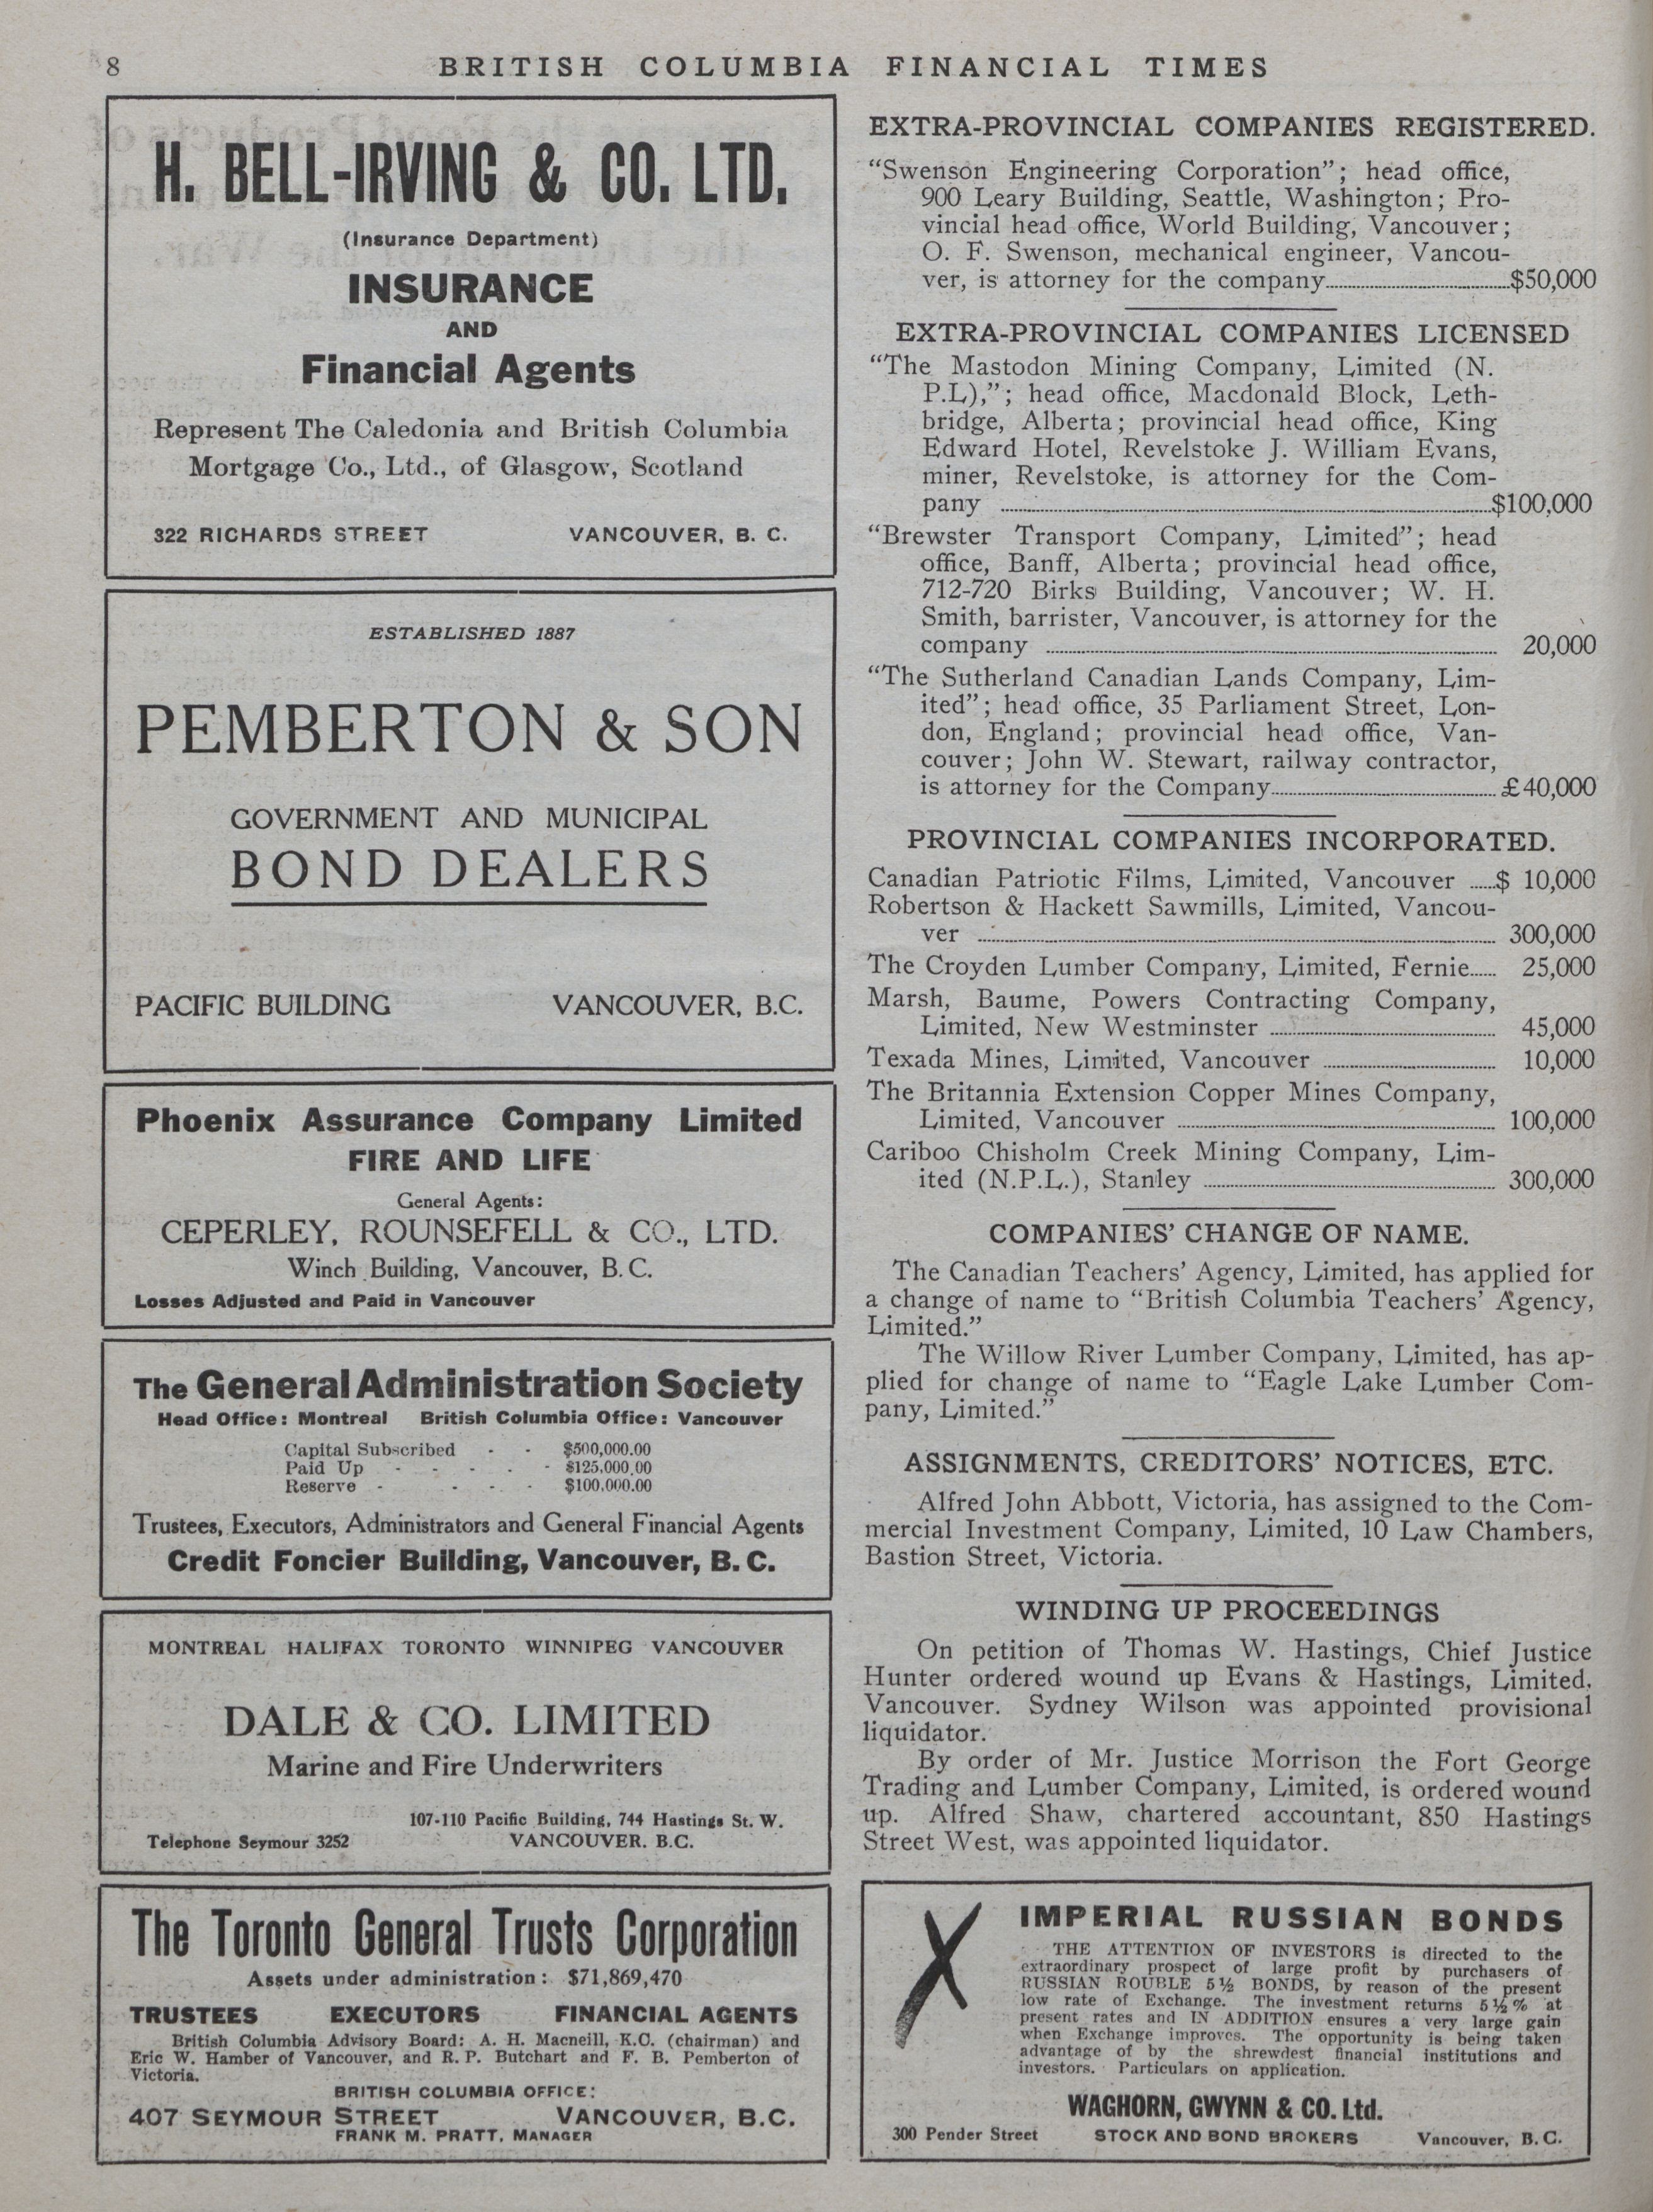 8
BRITISH COLUMBIA FINANCIAL TIMES
H. BELL-IRVING & CO. LTD.
(Insurance Department)
INSURANCE
AND
Financial Agents
Represent The Caledonia and British Columbia
Mortgage Co., Ltd., of Glasgow, Scotland
322 RICHARDS STREET VANCOUVER, B. C.
ESTABLISHED 1887
PEMBERTON & SON
GOVERNMENT AND MUNICIPAL
BOND DEALERS
PACIFIC BUILDING VANCOUVER, B.C.
Phoenix Assurance Company Limited
FIRE AND LIFE
General Agents:
CEPERLEY, ROUNSEFELL & CO., LTD.
Winch Building, Vancouver, B. C.
Losses Adjusted and Paid in Vancouver
The General Administration Society
Head Office: Montreal British Columbia Office: Vancouver
Capital Subscribed - - $500,000.00
Paid Up - - - - - $125,000.00
Reserve - - - - $100,000.00
Trustees, Executors, Administrators and General Financial Agents
Credit Foncier Building, Vancouver, B. C.
MONTREAL HALIFAX TORONTO WINNIPEG VANCOUVER
DALE & CO. LIMITED
Marine and Fire Underwriters
107-110 Pacific Building, 744 Hastings St. W.
Telephone Seymour 3252 VANCOUVER. B.C.
The Toronto General Trusts Corporation
Assets under administration: $71,869,470
TRUSTEES EXECUTORS FINANCIAL AGENTS
British Columbia Advisory Board: A. H. Macneill, K.C. (chairman) and
Eric W. Hamber of Vancouver, and R. P. Butchart and F. B. Pemberton of
Victoria.
BRITISH COLUMBIA OFFICE:
407 SEYMOUR STREET VANCOUVER, B.C.
FRANK M. PRATT, MANAGER
EXTRA-PROVINCIAL COMPANIES REGISTERED.
"Swenson Engineering Corporation"; head office,
900 Leary Building, Seattle, Washington; Pro-
vincial head office, World Building, Vancouver;
O. F. Swenson, mechanical engineer, Vancou-
ver, is attorney for the company $50,000
EXTRA-PROVINCIAL COMPANIES LICENSED
"The Mastodon Mining Company, Limited (N.
P.L),"; head office, Macdonald Block, Leth-
bridge, Alberta; provincial head office, King
Edward Hotel, Revelstoke J. William Evans,
miner, Revelstoke, is attorney for the Com-
pany $100,000
"Brewster Transport Company, Limited"; head
office, Banff, Alberta; provincial head office,
712-720 Birks Building, Vancouver; W. H.
Smith, barrister, Vancouver, is attorney for the
company 20,000
"The Sutherland Canadian Lands Company, Lim-
ited"; head office, 35 Parliament Street, Lon-
don, England; provincial head office, Van-
couver; John W. Stewart, railway contractor,
is attorney for the Company £40,000
PROVINCIAL COMPANIES INCORPORATED.
Canadian Patriotic Films, Limited, Vancouver $ 10,000
Robertson & Hackett Sawmills, Limited, Vancou-
ver 300,000
The Croyden Lumber Company, Limited, Fernie 25,000
Marsh, Baume, Powers Contracting Company,
Limited, New Westminster 45,000
Texada Mines, Limited, Vancouver 10,000
The Britannia Extension Copper Mines Company,
Limited, Vancouver 100,000
Cariboo Chisholm Creek Mining Company, Lim-
ited (N.P.L.), Stanley 300,000
COMPANIES' CHANGE OF NAME.
The Canadian Teachers' Agency, Limited, has applied for
a change of name to "British Columbia Teachers' Agency,
Limited."
The Willow River Lumber Company, Limited, has ap-
plied for change of name to "Eagle Lake Lumber Com-
pany, Limited."
ASSIGNMENTS, CREDITORS' NOTICES, ETC.
Alfred John Abbott, Victoria, has assigned to the Com-
mercial Investment Company, Limited, 10 Law Chambers,
Bastion Street, Victoria.
WINDING UP PROCEEDINGS
On petition of Thomas W. Hastings, Chief Justice
Hunter ordered wound up Evans & Hastings, Limited,
Vancouver. Sydney Wilson was appointed provisional
liquidator.
By order of Mr. Justice Morrison the Fort George
Trading and Lumber Company, Limited, is ordered wound
up. Alfred Shaw, chartered accountant, 850 Hastings
Street West, was appointed liquidator.
X
IMPERIAL RUSSIAN BONDS
THE ATTENTION OF INVESTORS is directed to the
extraordinary prospect of large profit by purchasers of
RUSSIAN ROUBLE 5½ BONDS, by reason of the present
low rate of Exchange. The investment returns 5½% at
present rates and IN ADDITION ensures a very large gain
when Exchange improves. The opportunity is being taken
advantage of by the shrewdest financial institutions and
investors. Particulars on application.
WAGHORN, GWYNN & CO. Ltd.
300 Pender Street STOCK AND BOND BROKERS Vancouver, B. C.